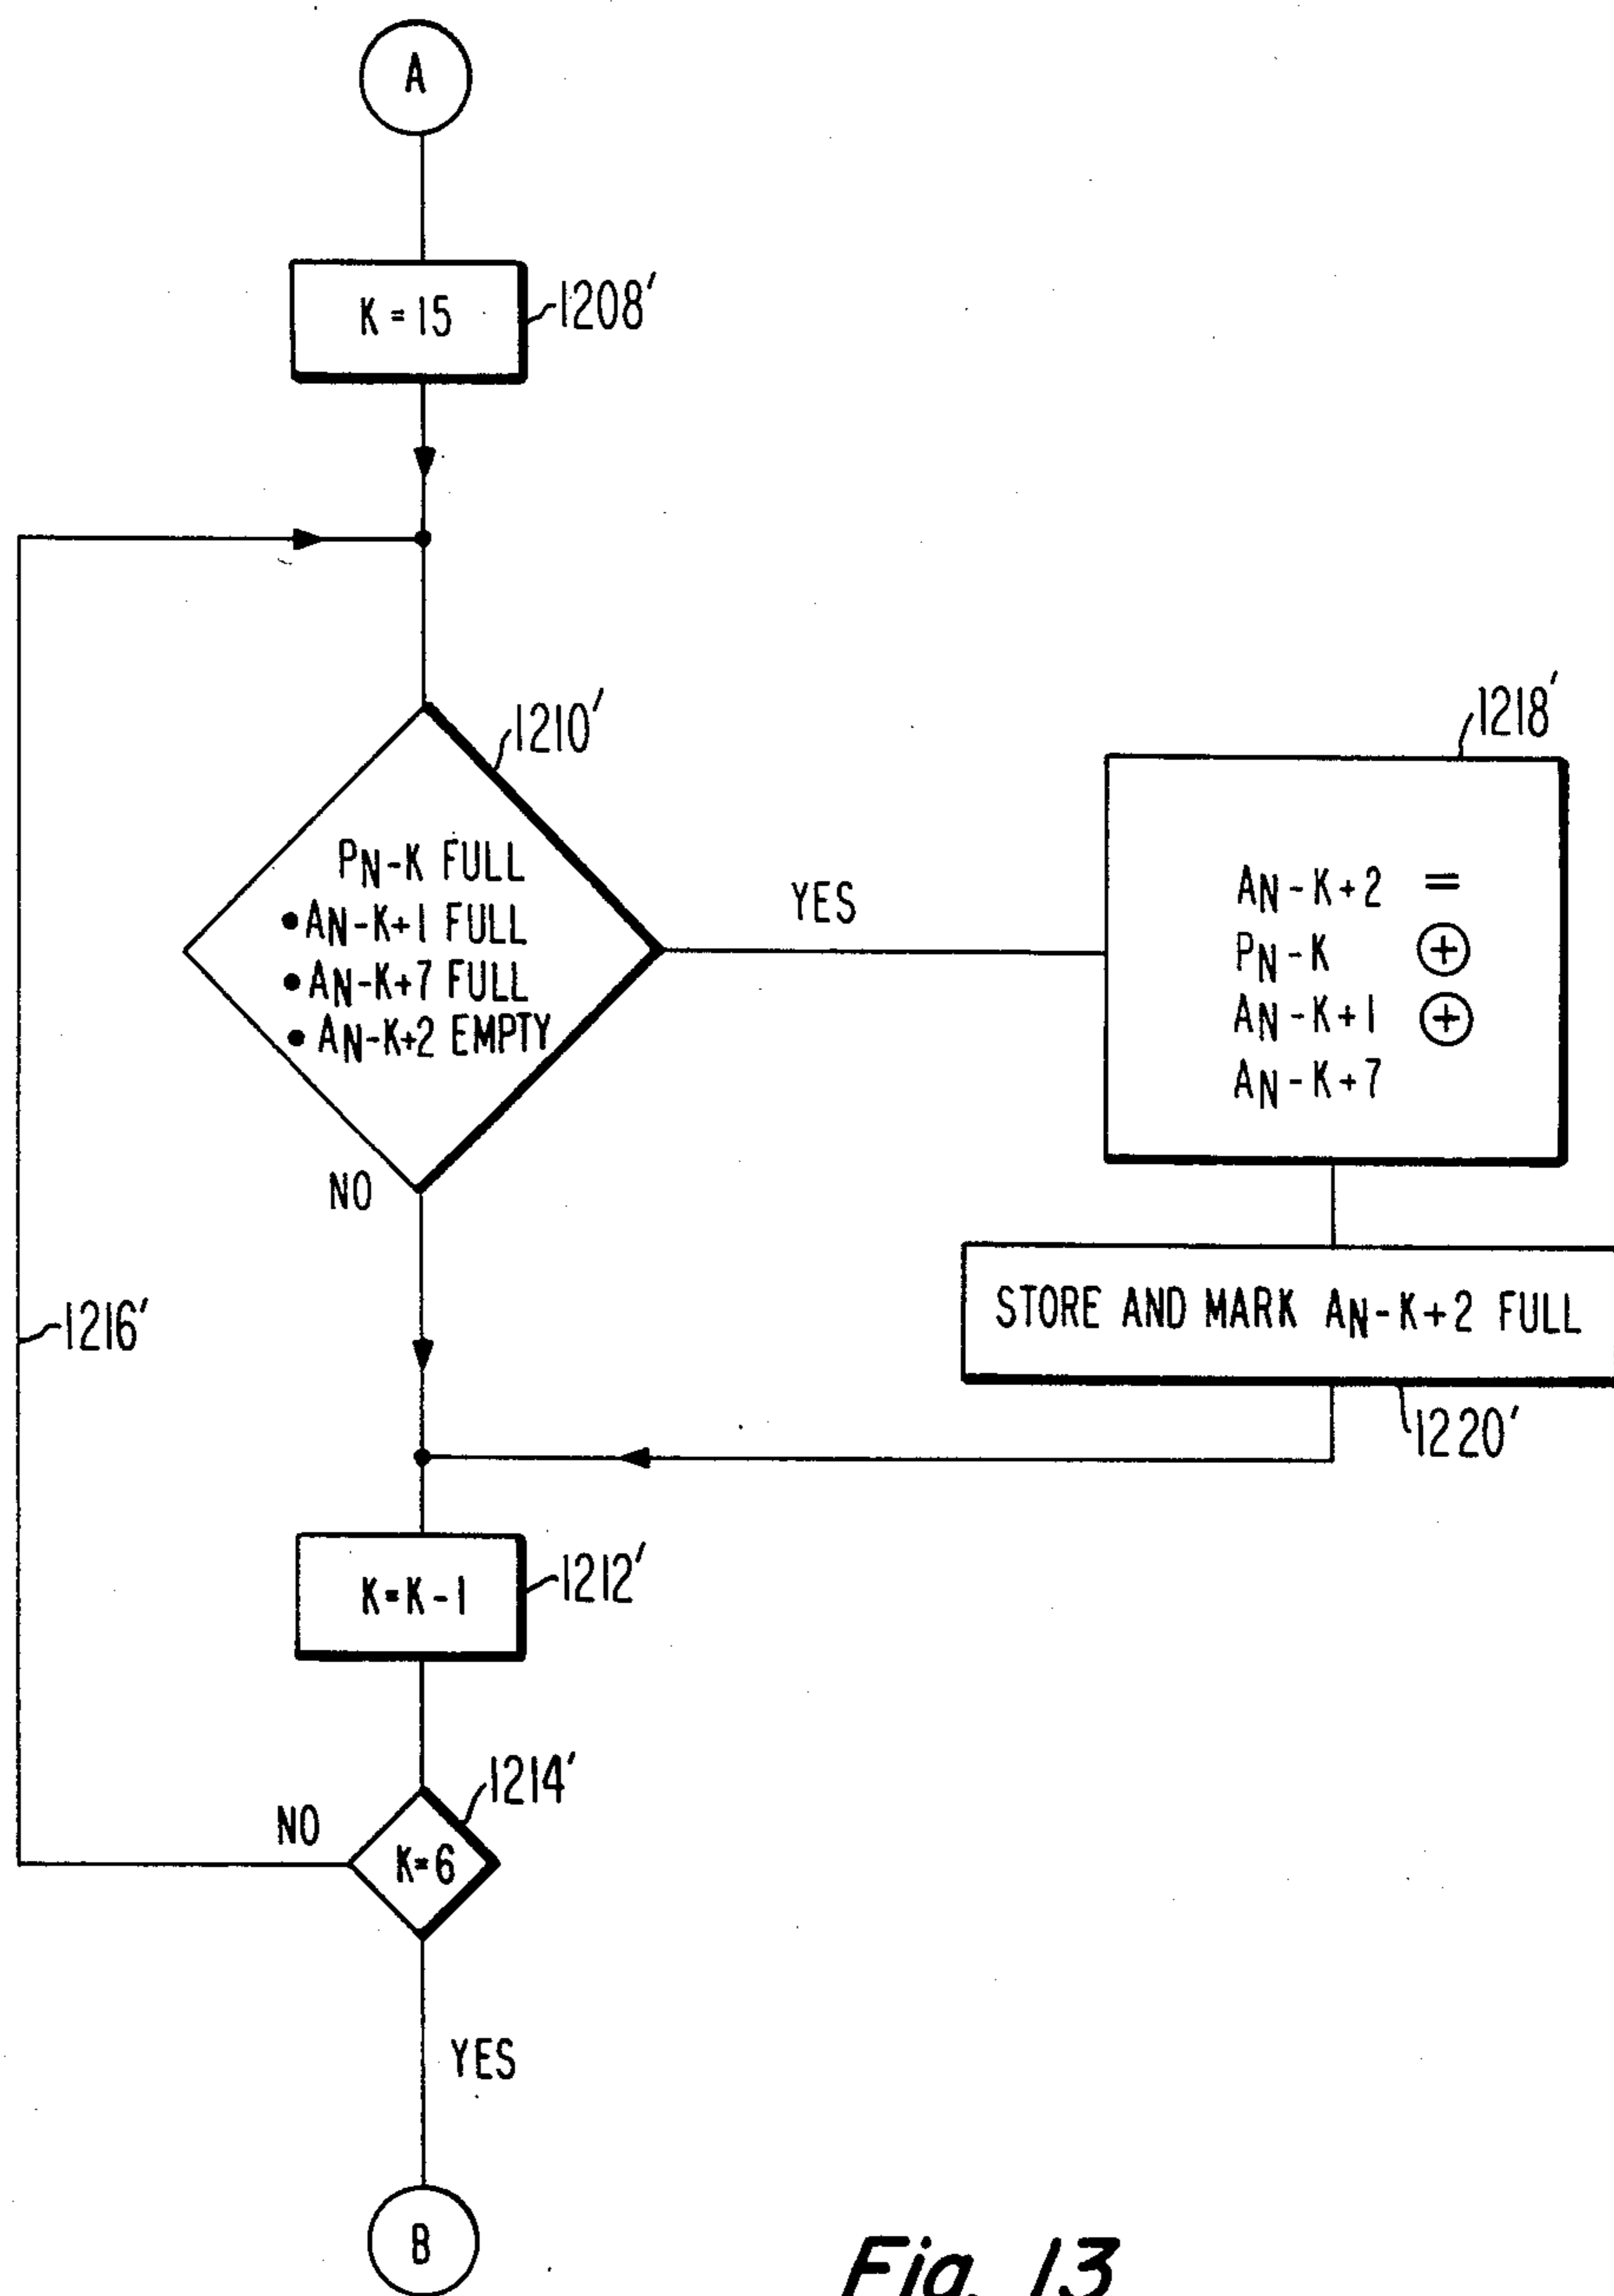 A
K = 15
1208'
1210'
PN-K FULL
•AN-K+1 FULL
•AN-K+7 FULL
• AN-K+2 EMPTY
YES
NO
1218'
AN-K+2 =
PN-K ⊕
AN-K+1 ⊕
AN-K+7
STORE AND MARK AN-K+2 FULL
1220'
1216'
K=K-1
1212'
1214'
K=6
NO
YES
B
Fig. 13